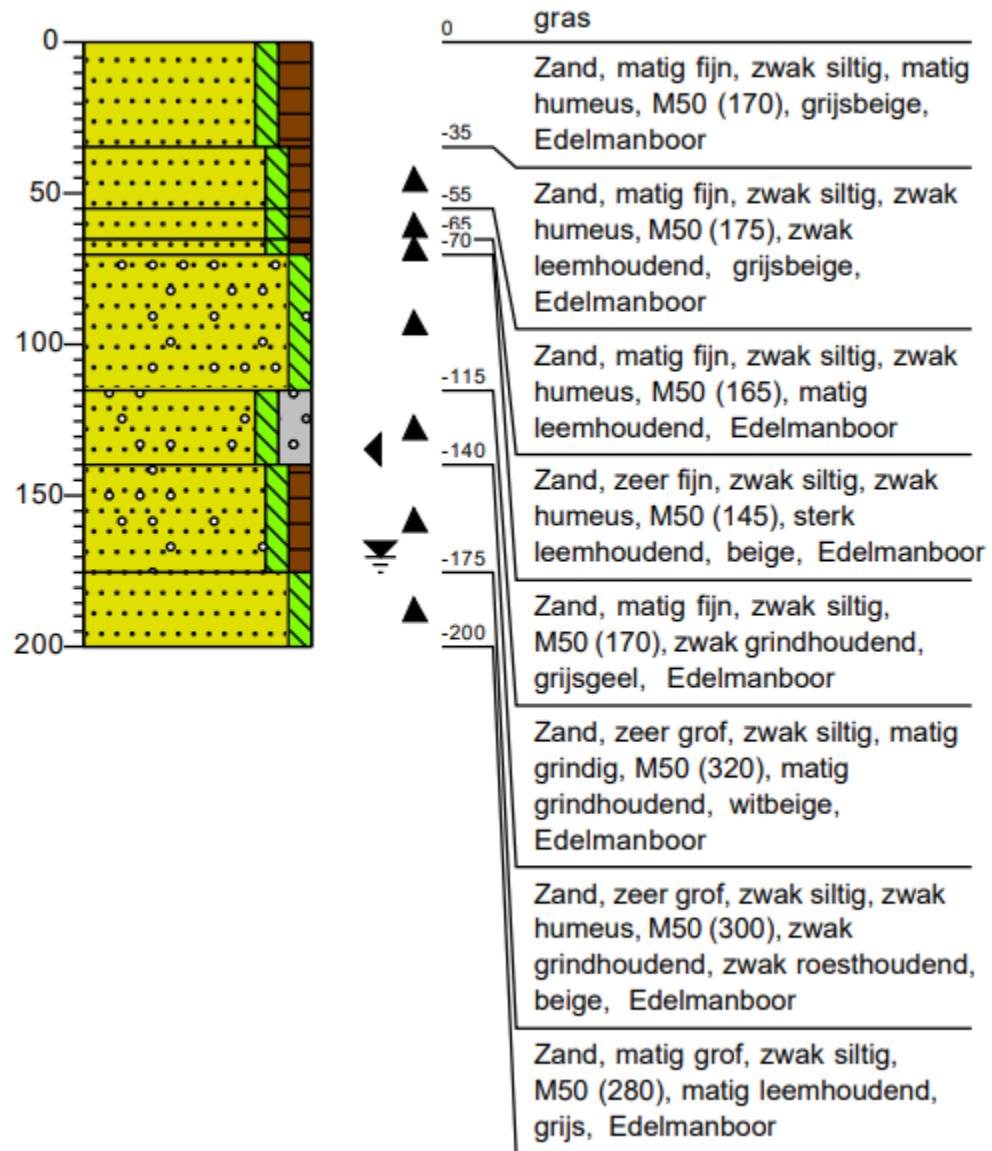 0
50
100
150
200
0
-35
-55
-65
-70
-115
-140
-175
-200
gras
Zand, matig fijn, zwak siltig, matig
humeus, M50 (170), grijsbeige,
Edelmanboor
Zand, matig fijn, zwak siltig, zwak
humeus, M50 (175), zwak
leemhoudend, grijsbeige,
Edelmanboor
Zand, matig fijn, zwak siltig, zwak
humeus, M50 (165), matig
leemhoudend, Edelmanboor
Zand, zeer fijn, zwak siltig, zwak
humeus, M50 (145), sterk
leemhoudend, beige, Edelmanboor
Zand, matig fijn, zwak siltig,
M50 (170), zwak grindhoudend,
grijsgeel, Edelmanboor
Zand, zeer grof, zwak siltig, matig
grindig, M50 (320), matig
grindhoudend, witbeige,
Edelmanboor
Zand, zeer grof, zwak siltig, zwak
humeus, M50 (300), zwak
grindhoudend, zwak roesthoudend,
beige, Edelmanboor
Zand, matig grof, zwak siltig,
M50 (280), matig leemhoudend,
grijs, Edelmanboor